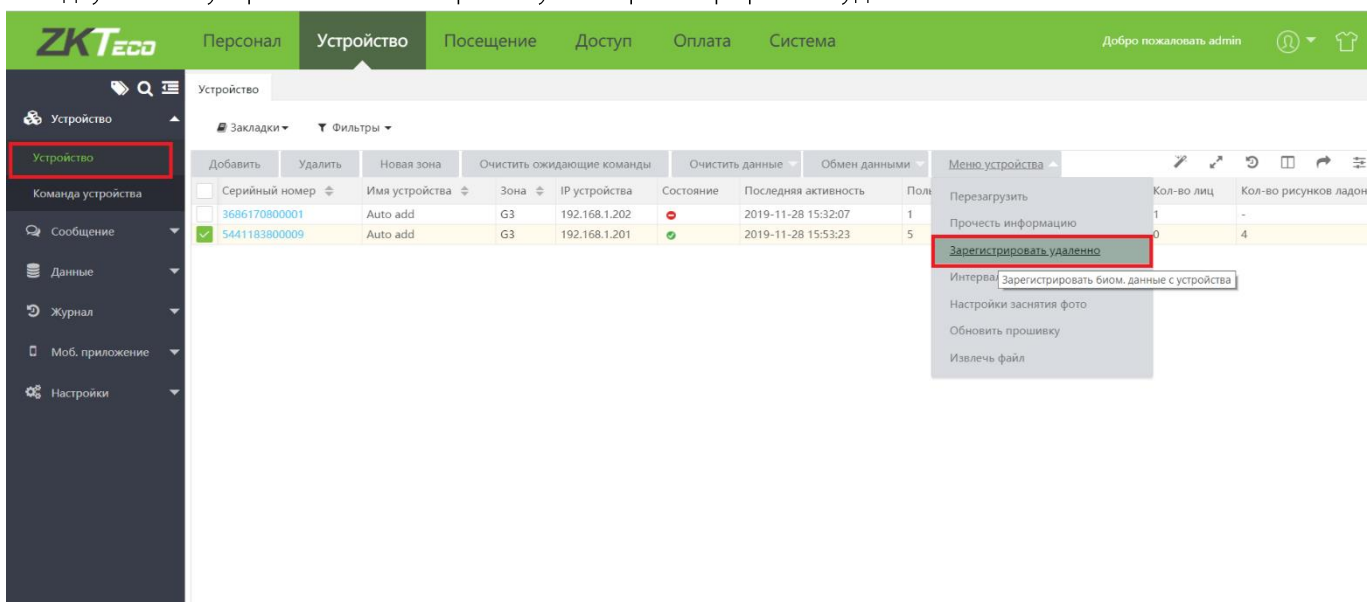 ZKTeco Персонал Устройство Посещение Доступ Оплата Система Добро пожаловать admin
Устройство
Устройство
Закладки Фильтры
Устройство
Добавить Удалить Новая зона Очистить ожидающие команды Очистить данные Обмен данными Меню устройства
Команда устройства
Серийный номер Имя устройства Зона IP устройства Состояние Последняя активность Поль Кол-во лиц Кол-во рисунков ладон
3686170800001 Auto add G3 192.168.1.202 2019-11-28 15:32:07 1 1 -
5441183800009 Auto add G3 192.168.1.201 2019-11-28 15:53:23 5 0 4
Перезагрузить
Прочесть информацию
Зарегистрировать удаленно
Интервал
Зарегистрировать биом. данные с устройства
Настройки заснятия фото
Обновить прошивку
Извлечь файл
Сообщение
Данные
Журнал
Моб. приложение
Настройки